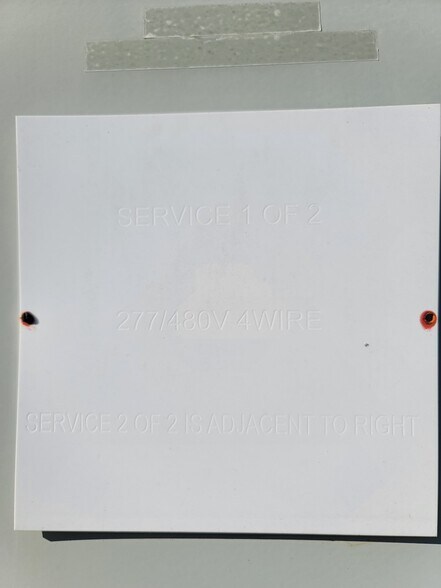 SERVICE 1 OF 2
277/480V 4WIRE
SERVICE 2 OF 2 IS ADJACENT TO RIGHT